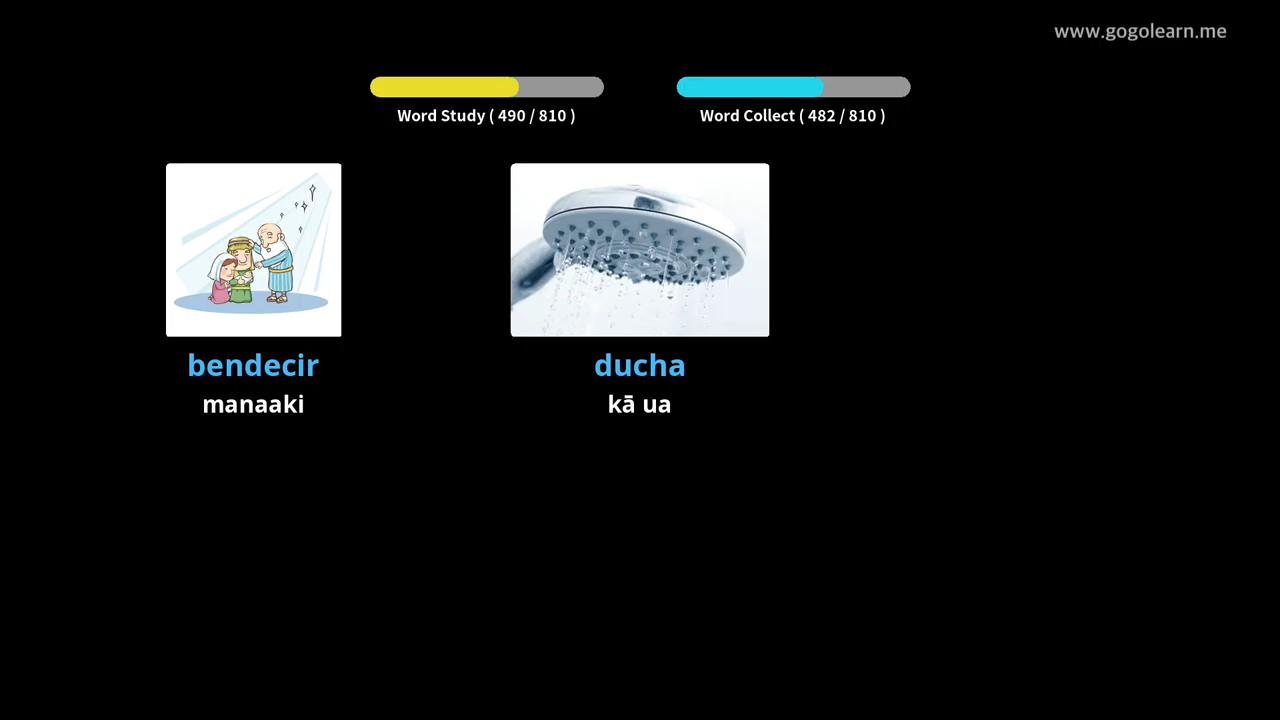 www.gogolearn.me
Word Study ( 490 / 810 )
Word Collect ( 482 / 810 )
bendecir
manaaki
ducha
kā ua